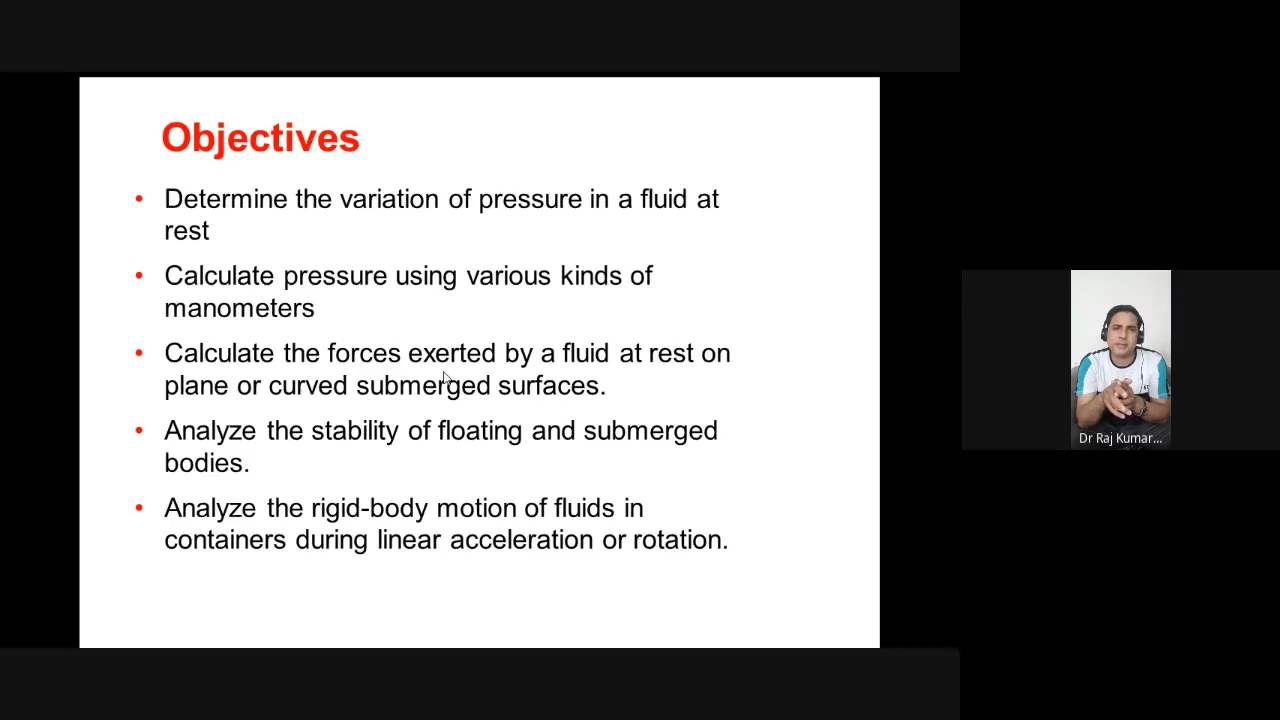 Objectives
• Determine the variation of pressure in a fluid at
rest
• Calculate pressure using various kinds of
manometers
• Calculate the forces exerted by a fluid at rest on
plane or curved submerged surfaces.
• Analyze the stability of floating and submerged
bodies.
• Analyze the rigid-body motion of fluids in
containers during linear acceleration or rotation.
Dr Raj Kumar...